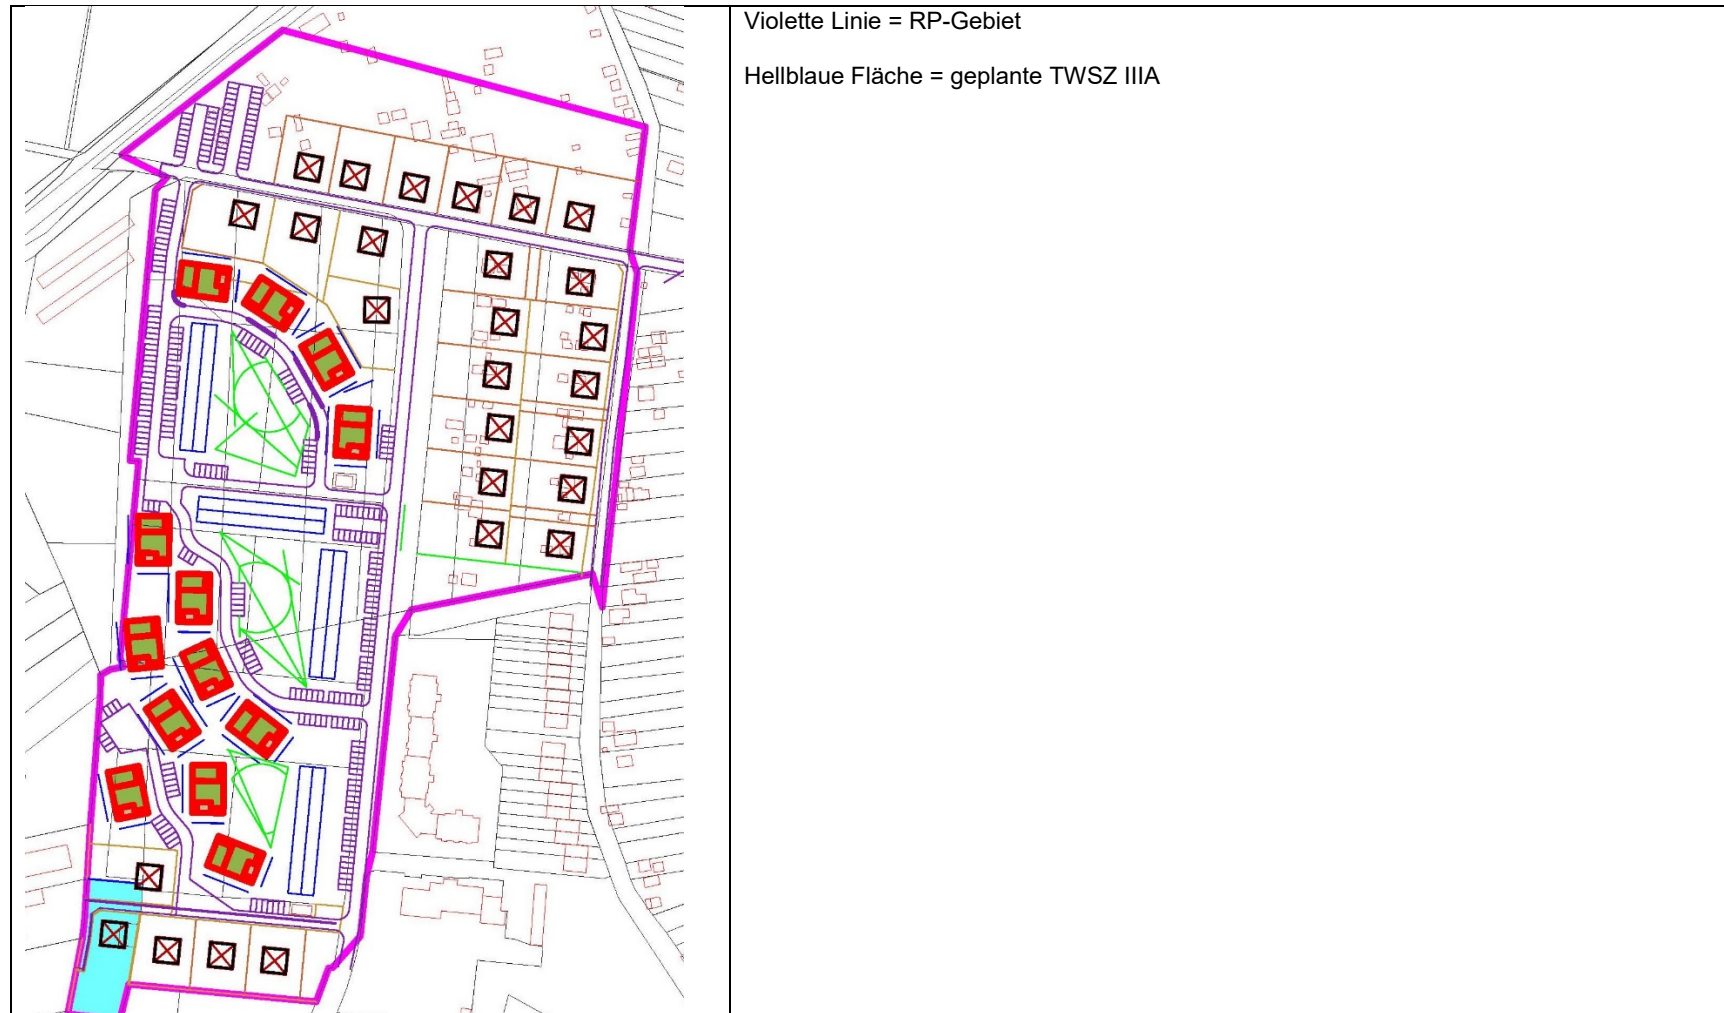 Violette Linie = RP-Gebiet
Hellblaue Fläche = geplante TWSZ IIIA